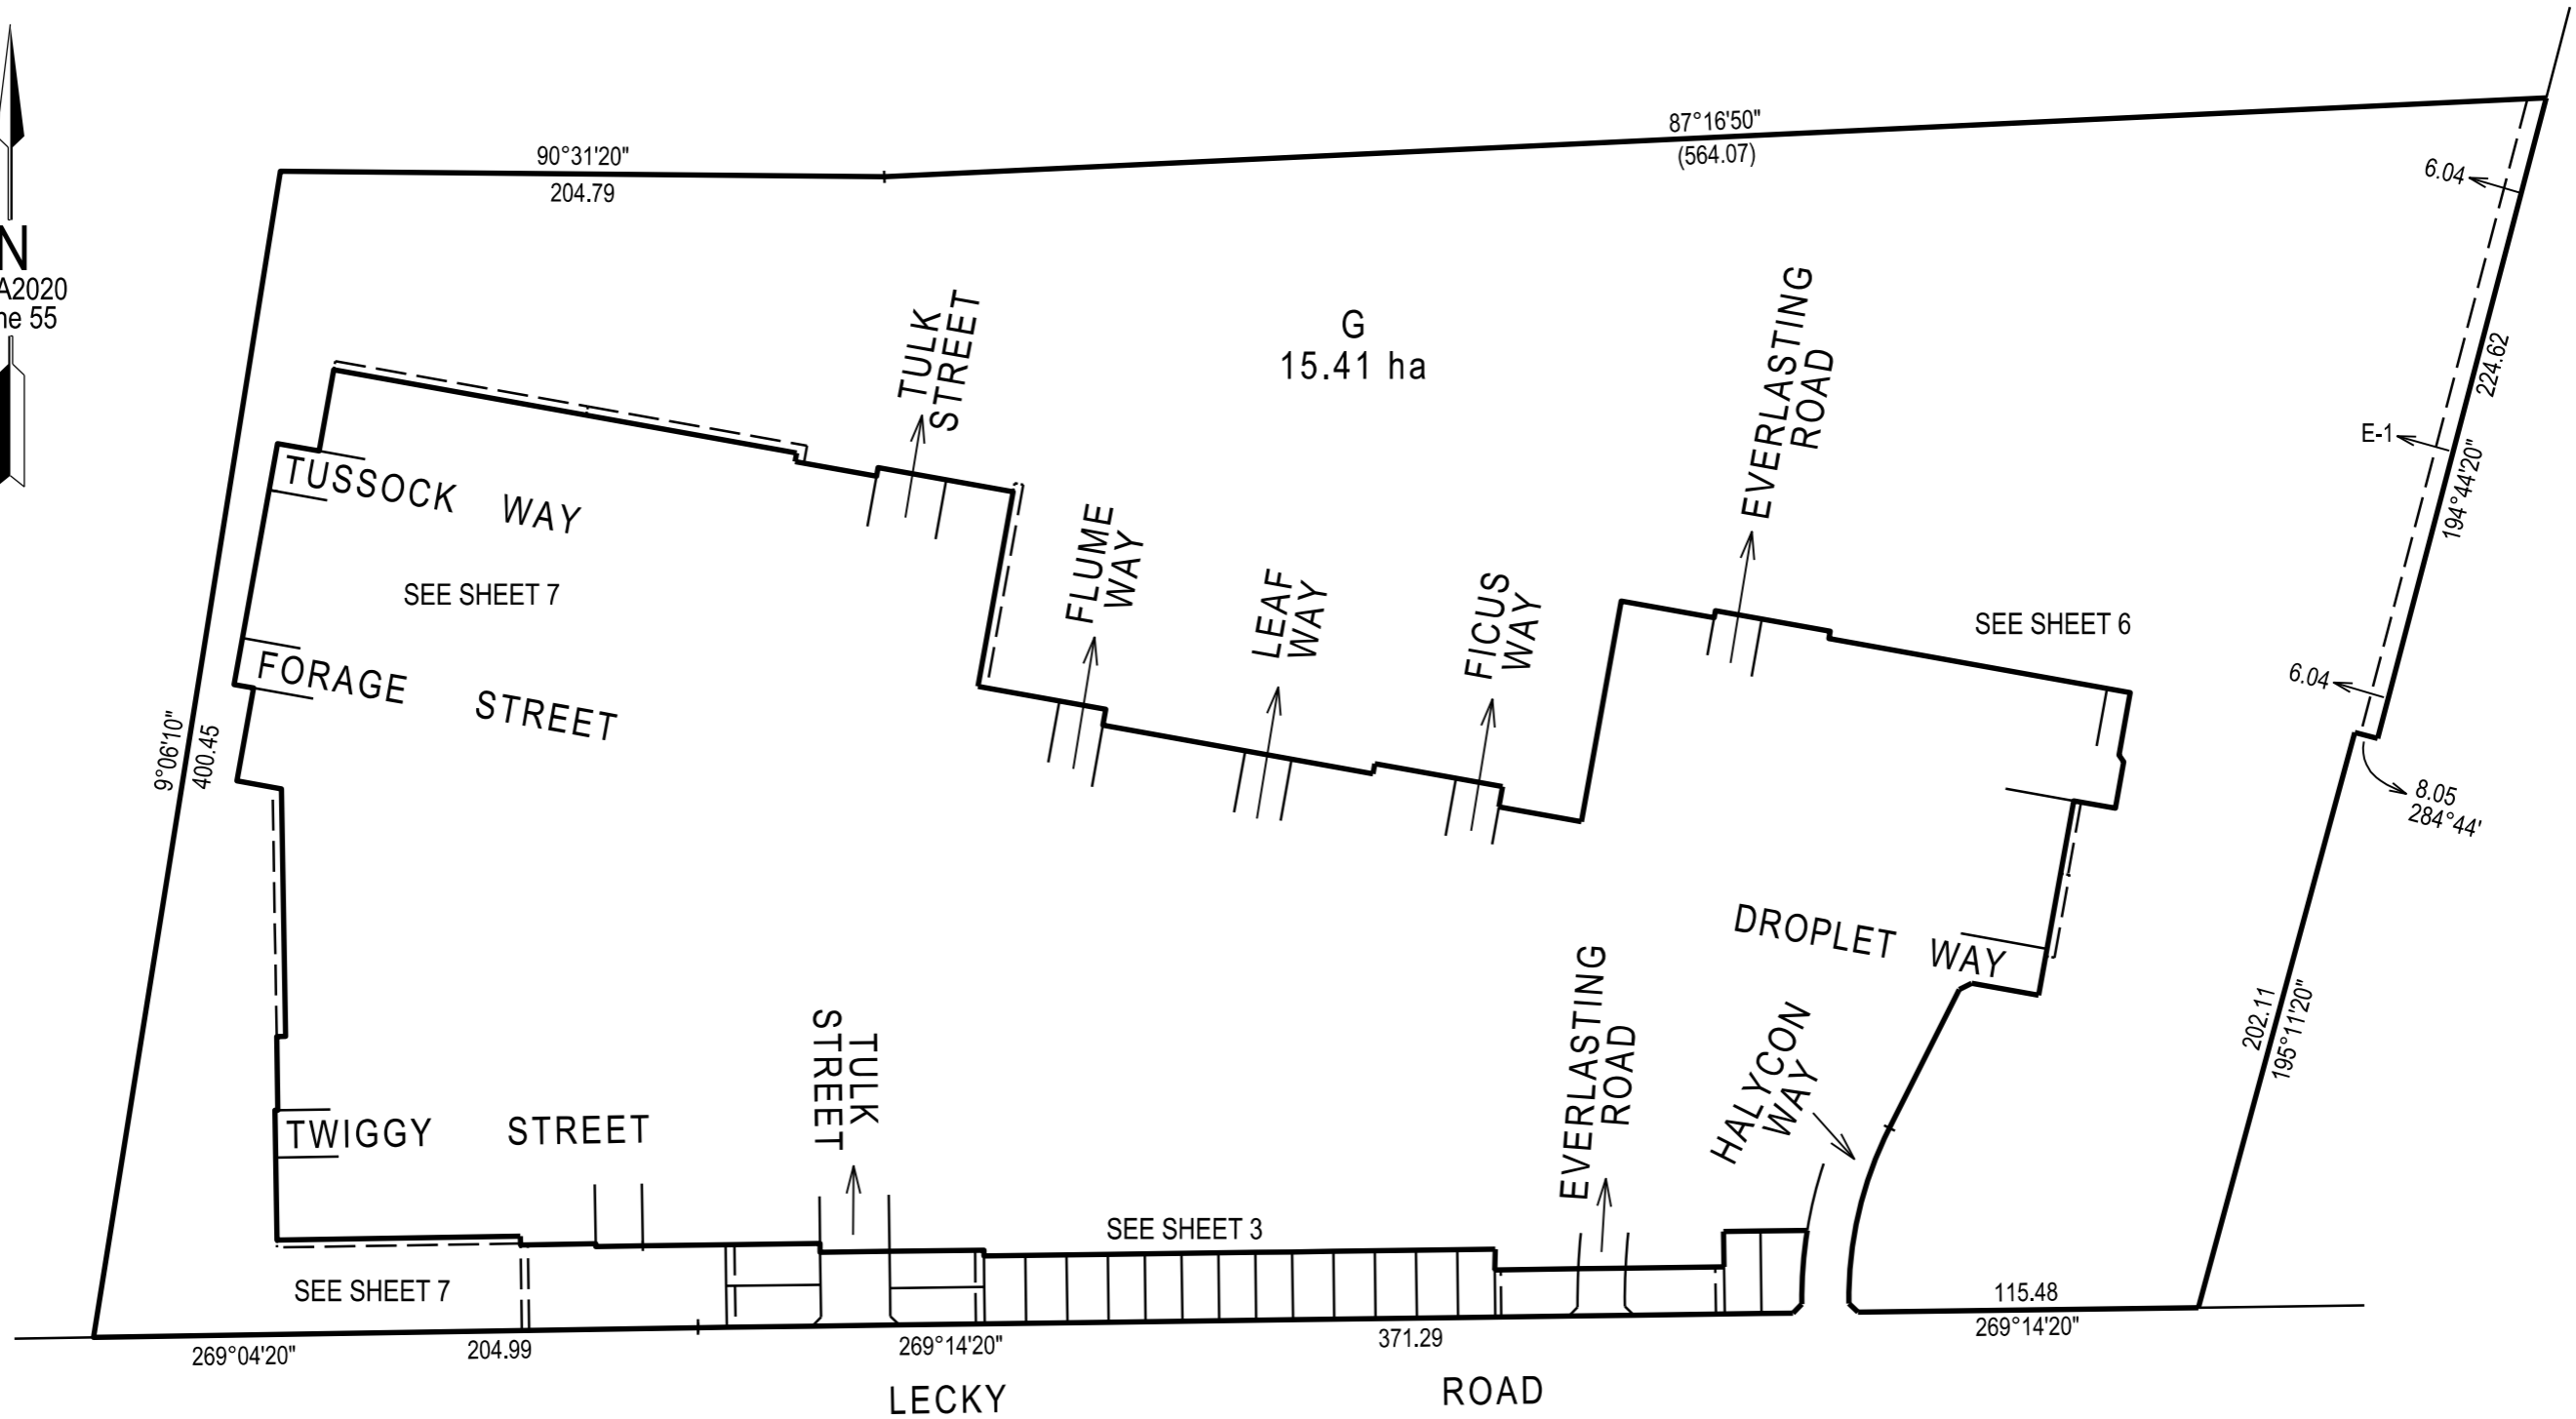 87°16'50"
(564.07)
90°31'20"
204.79
6.04
N
A2020
ne 55
TULK
STREET
G
15.41 ha
EVERLASTING
ROAD
224.62
194°44'20"
E-1
TUSSOCK WAY
SEE SHEET 7
FLUME
WAY
LEAF
WAY
FICUS
WAY
SEE SHEET 6
6.04
FORAGE STREET
9°06'10"
400.45
8.05
284°44'
DROPLET WAY
202.11
195°11'20"
TWIGGY STREET
TULK
STREET
EVERLASTING
ROAD
HALYCON
WAY
SEE SHEET 3
SEE SHEET 7
115.48
269°14'20"
269°04'20"
204.99
269°14'20"
371.29
LECKY ROAD